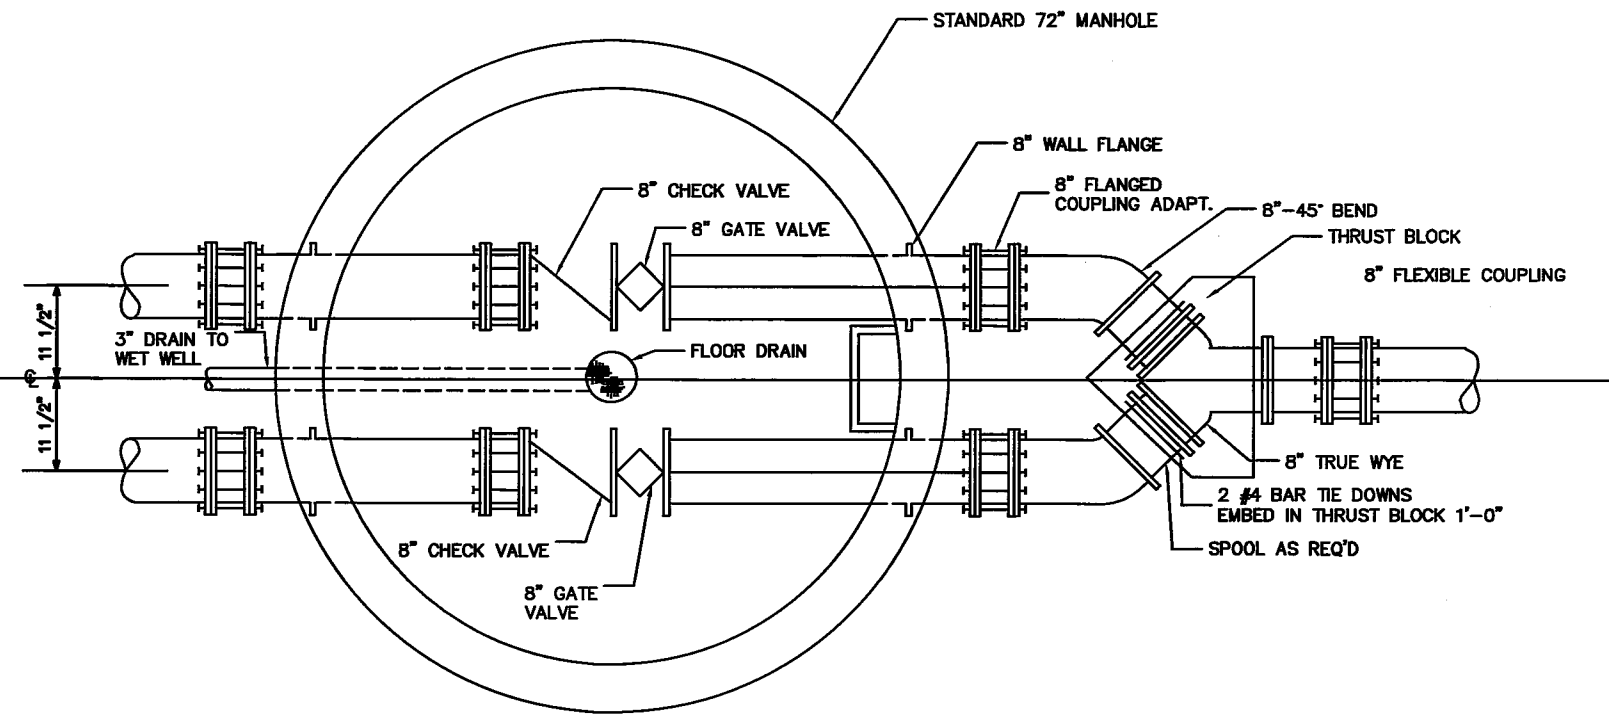 STANDARD 72" MANHOLE
8" WALL FLANGE
8" CHECK VALVE
8" FLANGED
COUPLING ADAPT.
8" GATE VALVE
8"-45° BEND
THRUST BLOCK
8" FLEXIBLE COUPLING
11 1/2"
3" DRAIN TO
WET WELL
FLOOR DRAIN
℄
11 1/2"
8" TRUE WYE
2 #4 BAR TIE DOWNS
EMBED IN THRUST BLOCK 1'-0"
8" CHECK VALVE
SPOOL AS REQ'D
8" GATE
VALVE